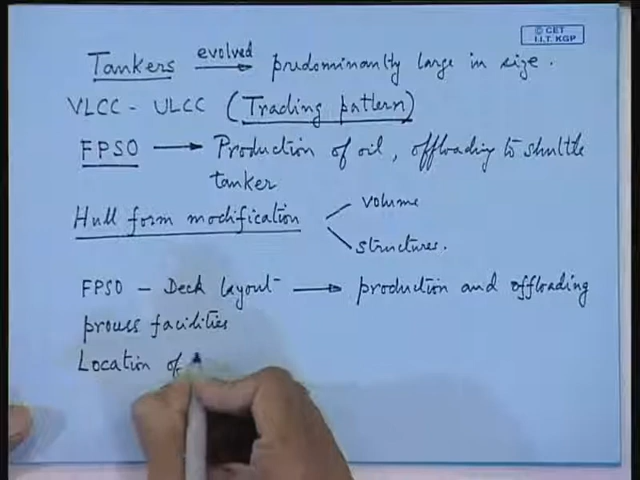 © CET
I.I.T. KGP
Tankers evolved → predominantly large in size.
VLCC - ULCC (Trading pattern)
FPSO → Production of oil, offloading to shuttle
tanker
Hull form modification volume
structures.
FPSO - Deck layout → production and offloading
process facilities
Location of